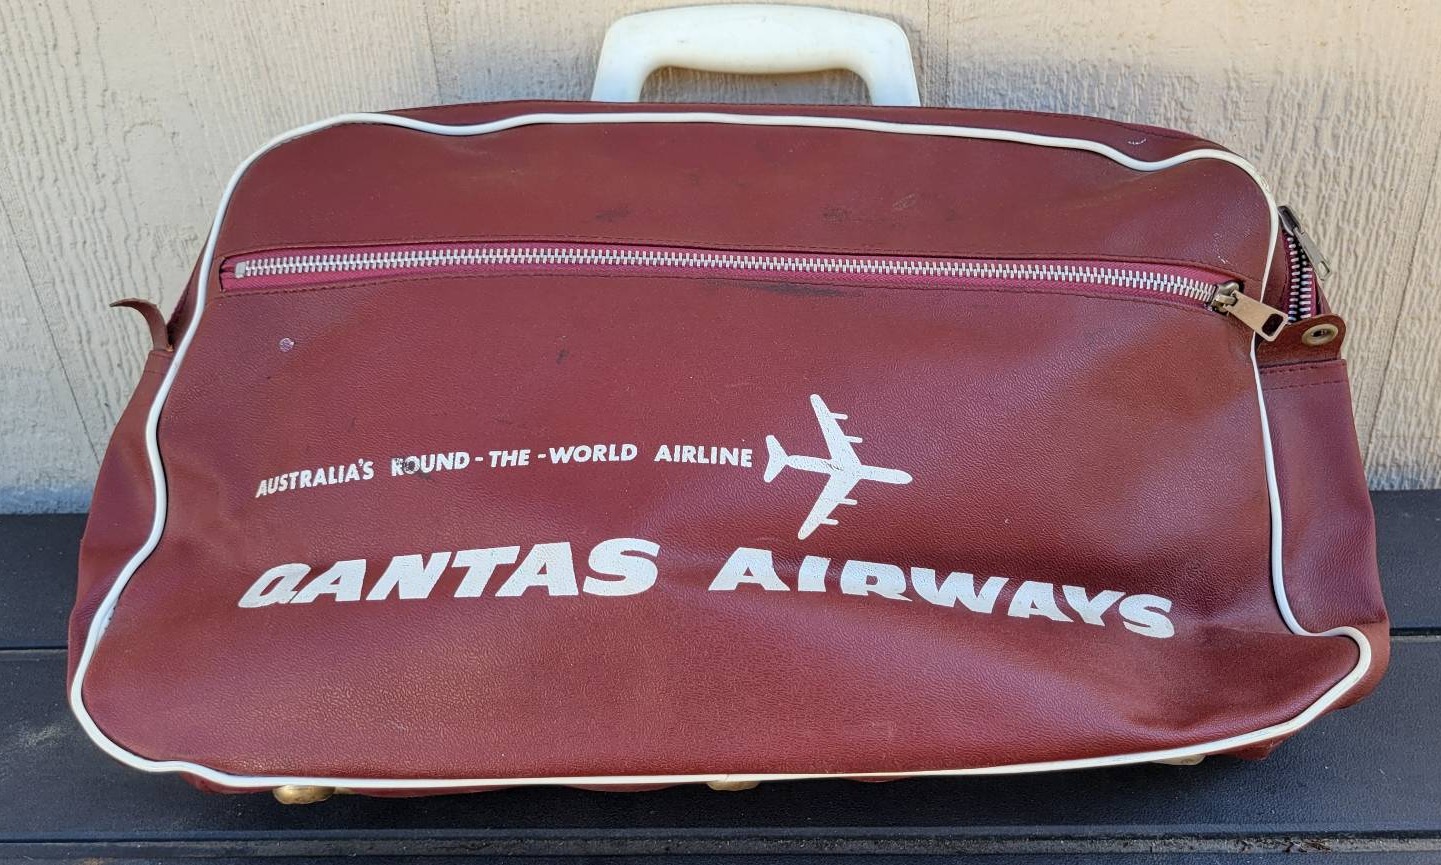 AUSTRALIA'S ROUND-THE-WORLD AIRLINE
QANTAS AIRWAYS